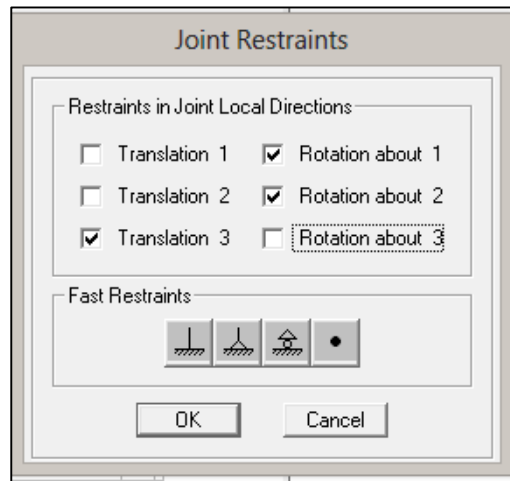 Joint Restraints
Restraints in Joint Local Directions
Translation 1 Rotation about 1
Translation 2 Rotation about 2
Translation 3 Rotation about 3
Fast Restraints
OK Cancel